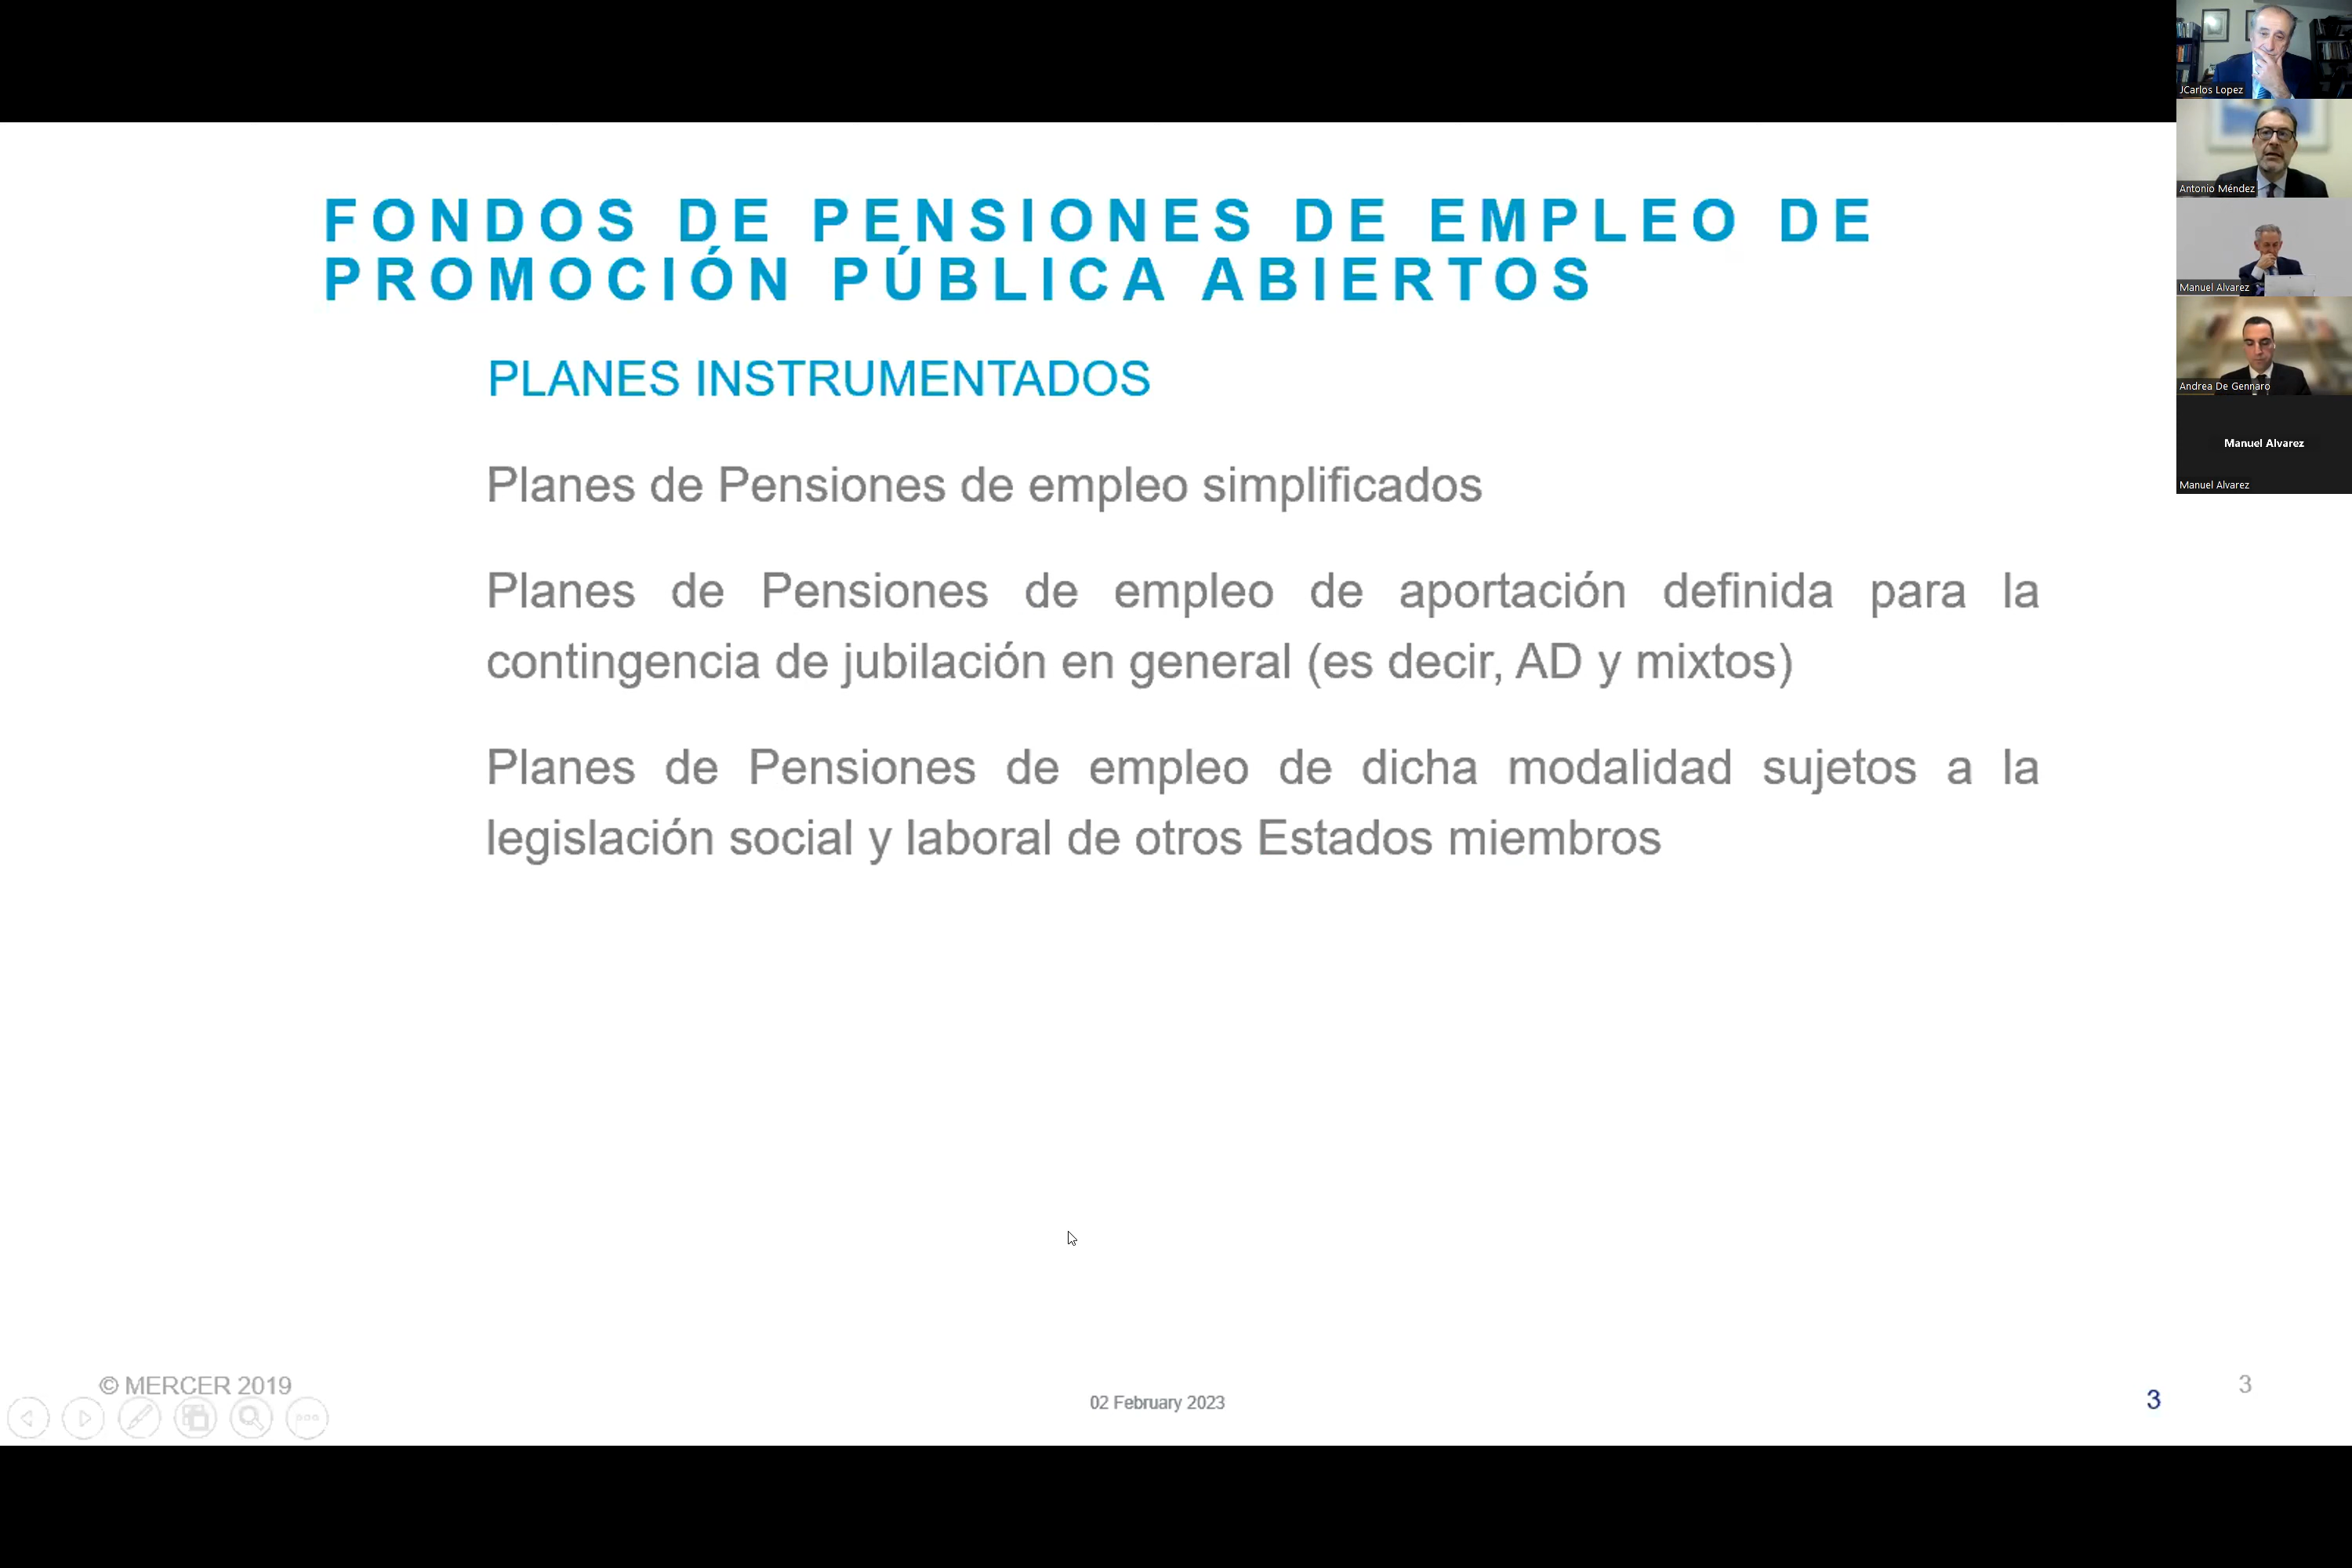 FONDOS DE PENSIONES DE EMPLEO DE
PROMOCIÓN PÚBLICA ABIERTOS
PLANES INSTRUMENTADOS
Planes de Pensiones de empleo simplificados
Planes de Pensiones de empleo de aportación definida para la
contingencia de jubilación en general (es decir, AD y mixtos)
Planes de Pensiones de empleo de dicha modalidad sujetos a la
legislación social y laboral de otros Estados miembros
© MERCER 2019
02 February 2023
3
3
JCarlos Lopez
Antonio Méndez
Manuel Alvarez
Andrea De Gennaro
Manuel Alvarez
Manuel Alvarez